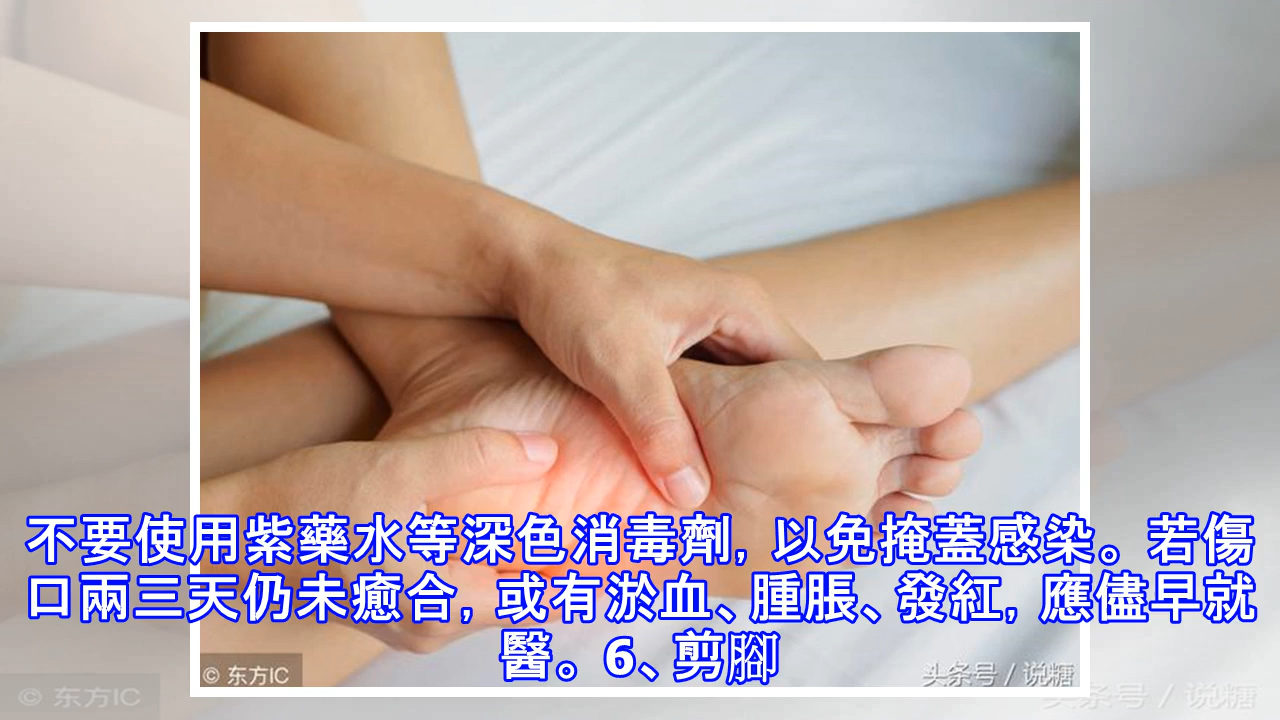 不要使用紫藥水等深色消毒劑, 以免掩蓋感染。若傷
口兩三天仍未癒合, 或有淤血、腫脹、發紅, 應儘早就
醫。6、剪腳
© 东方IC
头条号 / 说糖
© 东方IC
头条号 / 说糖